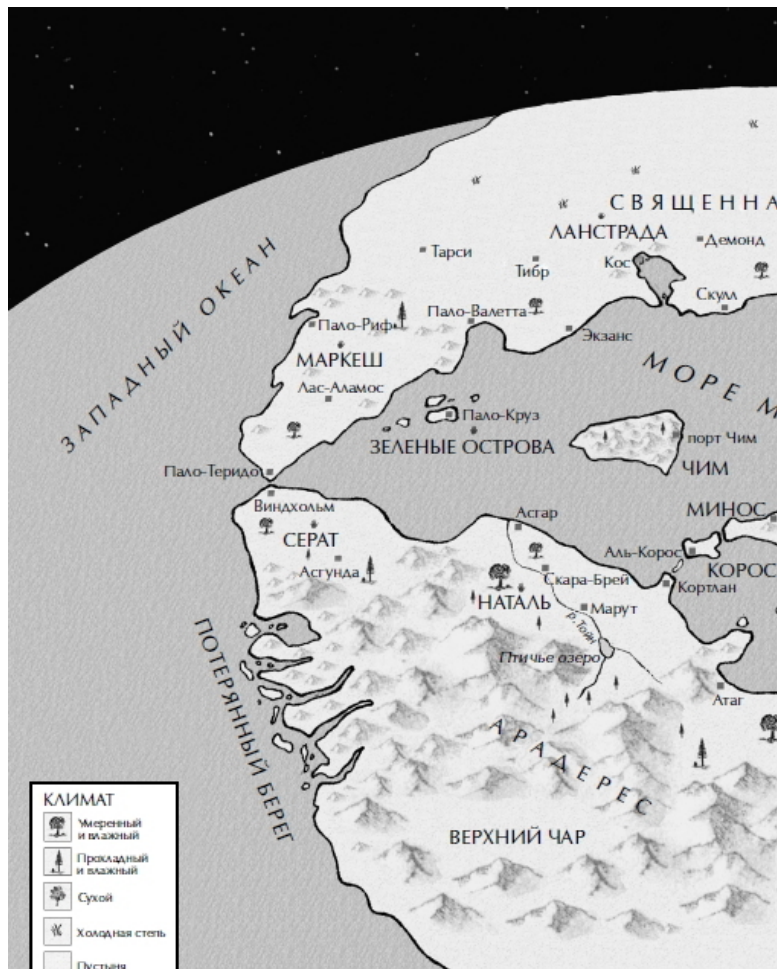 СВЯЩЕННА
ЛАНСТРАДА
Демонд
Тарси
Тибр
Кос
Скулл
ЗАПАДНЫЙ ОКЕАН
Пало-Риф
Пало-Валетта
Экзанс
МАРКЕШ
МОРЕ М
Лас-Аламос
Пало-Круз
порт Чим
ЗЕЛЕНЫЕ ОСТРОВА
ЧИМ
Пало-Теридо
Виндхольм
МИНОС
Асгар
СЕРАТ
Аль-Корос
Асгунда
КОРОС
Скара-Брей
Кортлан
НАТАЛЬ
Марут
р.Тойн
Птичье озеро
ПОТЕРЯННЫЙ БЕРЕГ
Атаг
АРАДЕРЕС
ВЕРХНИЙ ЧАР
КЛИМАТ
Умеренный
и влажный
Прохладный
и влажный
Сухой
Холодная степь
Пустыня